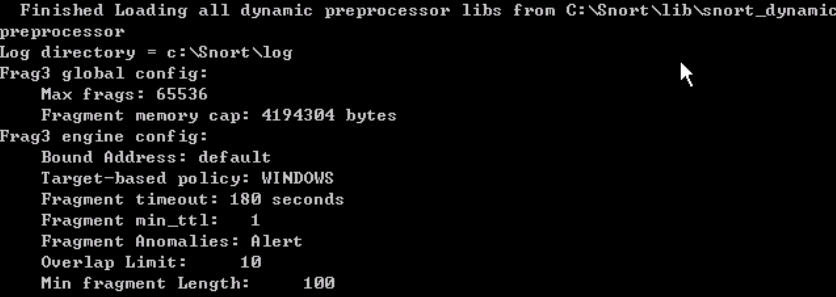 Finished Loading all dynamic preprocessor libs from C:\Snort\lib\snort_dynamic
preprocessor
Log directory = c:\Snort\log
Frag3 global config:
Max frags: 65536
Fragment memory cap: 4194304 bytes
Frag3 engine config:
Bound Address: default
Target-based policy: WINDOWS
Fragment timeout: 180 seconds
Fragment min_ttl: 1
Fragment Anomalies: Alert
Overlap Limit: 10
Min fragment Length: 100